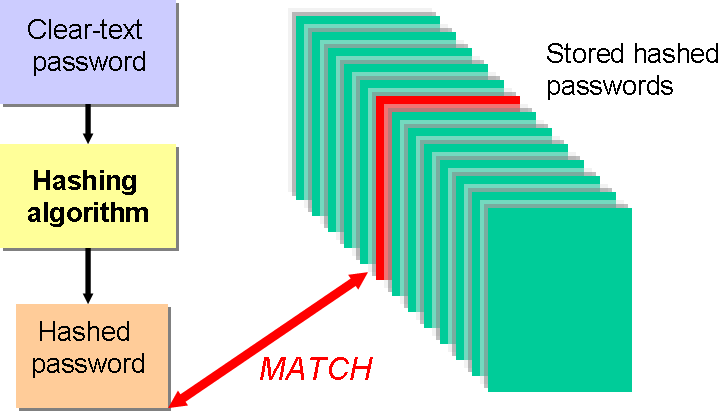 Clear-text
password
Hashing
algorithm
Hashed
password
MATCH
Stored hashed
passwords